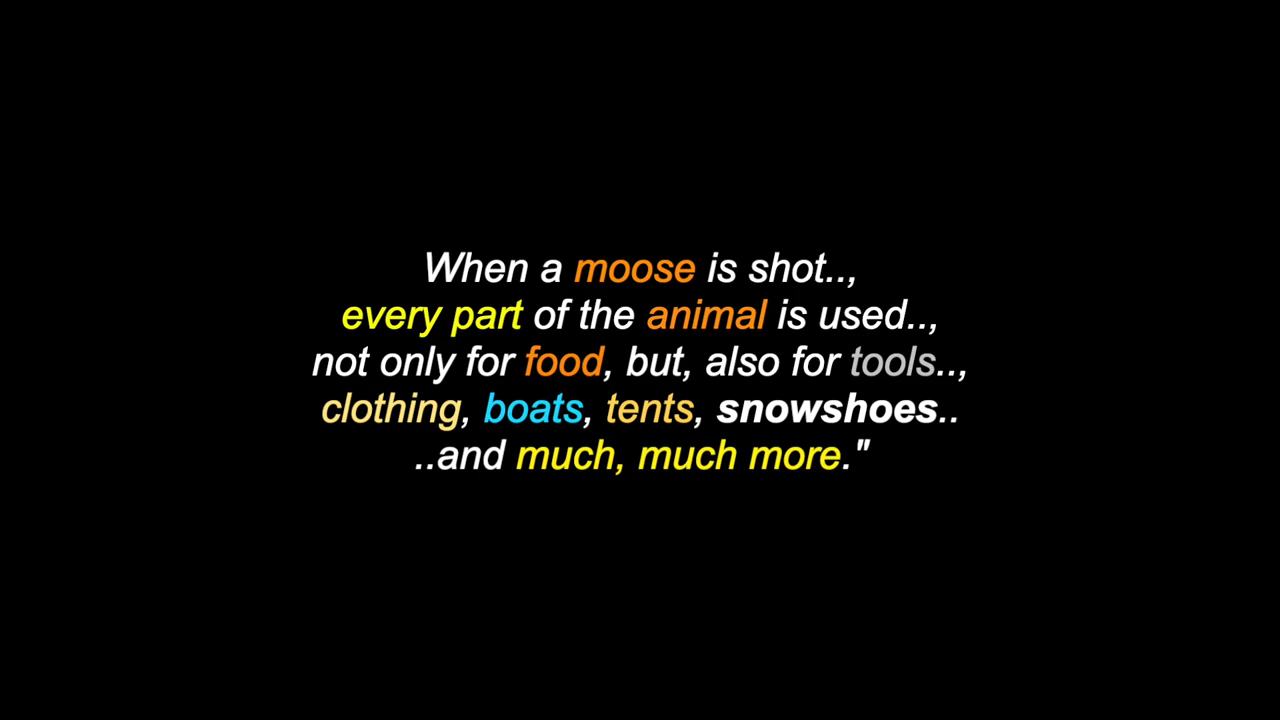 When a moose is shot..,
every part of the animal is used..,
not only for food, but, also for tools..,
clothing, boats, tents, snowshoes..
..and much, much more."